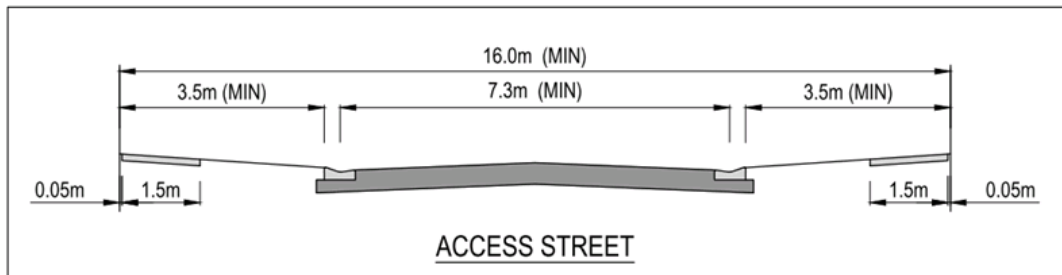 16.0m (MIN)
3.5m (MIN) 7.3m (MIN) 3.5m (MIN)
0.05m 1.5m 1.5m 0.05m
ACCESS STREET